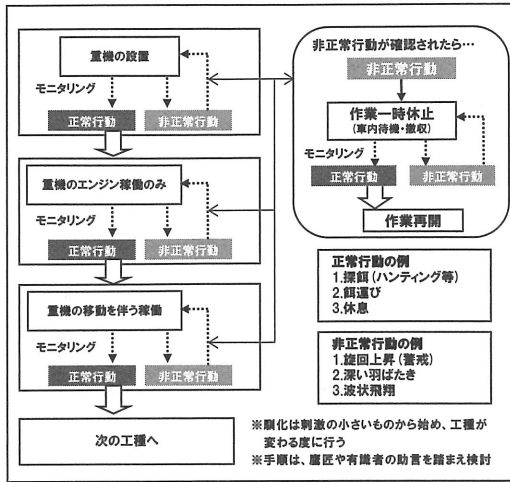 重機の設置
モニタリング
正常行動
非正常行動
重機のエンジン稼働のみ
モニタリング
正常行動
非正常行動
重機の移動を伴う稼働
モニタリング
正常行動
非正常行動
次の工種へ
非正常行動が確認されたら…
非正常行動
作業一時休止
(車内待機・撤収)
モニタリング
正常行動
非正常行動
作業再開
正常行動の例
1.探餌(ハンティング等)
2.餌運び
3.休息
非正常行動の例
1.旋回上昇(警戒)
2.深い羽ばたき
3.波状飛翔
※馴化は刺激の小さいものから始め、工種が
変わる度に行う
※手順は、鷹匠や有識者の助言を踏まえ検討